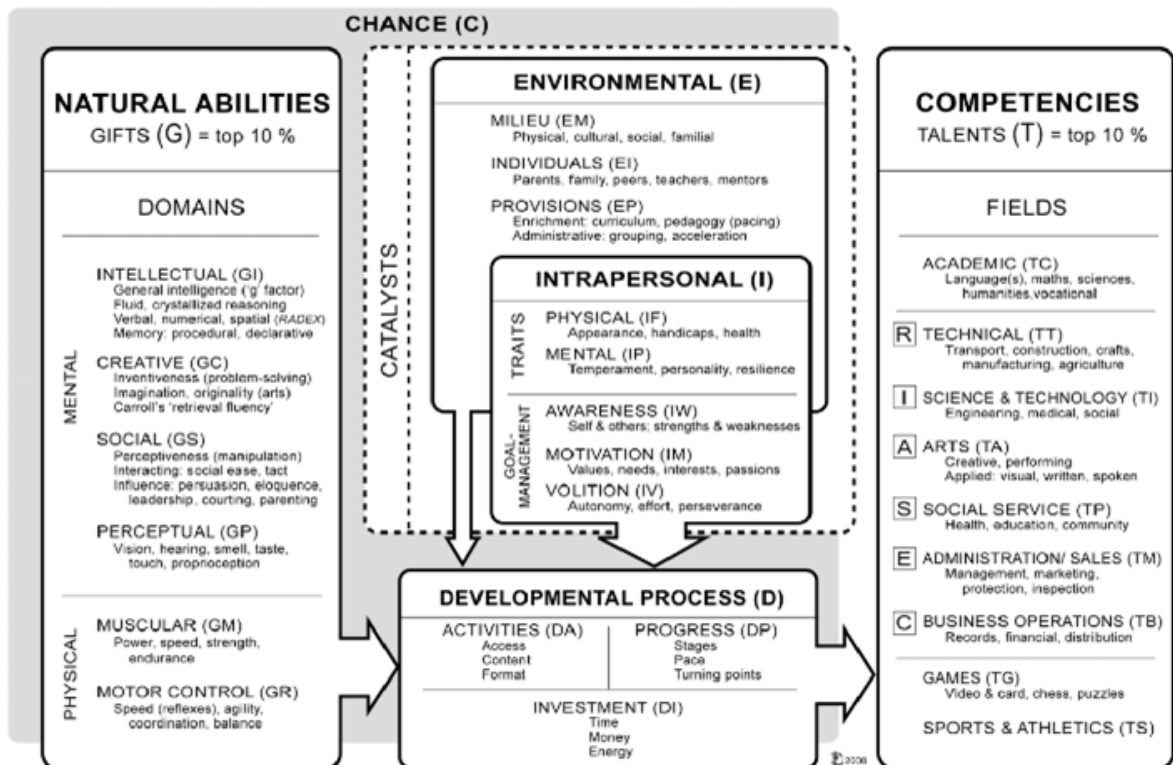 CHANCE (C)
NATURAL ABILITIES
GIFTS (G) = top 10 %
DOMAINS
MENTAL
INTELLECTUAL (GI)
General intelligence ('g' factor)
Fluid, crystallized reasoning
Verbal, numerical, spatial (RADEX)
Memory: procedural, declarative
CREATIVE (GC)
Inventiveness (problem-solving)
Imagination, originality (arts)
Carroll's 'retrieval fluency'
SOCIAL (GS)
Perceptiveness (manipulation)
Interacting: social ease, tact
Influence: persuasion, eloquence,
leadership, courting, parenting
PERCEPTUAL (GP)
Vision, hearing, smell, taste,
touch, proprioception
PHYSICAL
MUSCULAR (GM)
Power, speed, strength,
endurance
MOTOR CONTROL (GR)
Speed (reflexes), agility,
coordination, balance
CATALYSTS
ENVIRONMENTAL (E)
MILIEU (EM)
Physical, cultural, social, familial
INDIVIDUALS (EI)
Parents, family, peers, teachers, mentors
PROVISIONS (EP)
Enrichment: curriculum, pedagogy (pacing)
Administrative: grouping, acceleration
INTRAPERSONAL (I)
TRAITS
PHYSICAL (IF)
Appearance, handicaps, health
MENTAL (IP)
Temperament, personality, resilience
GOAL-
MANAGEMENT
AWARENESS (IW)
Self & others; strengths & weaknesses
MOTIVATION (IM)
Values, needs, interests, passions
VOLITION (IV)
Autonomy, effort, perseverance
DEVELOPMENTAL PROCESS (D)
ACTIVITIES (DA)
Access
Content
Format
PROGRESS (DP)
Stages
Pace
Turning points
INVESTMENT (DI)
Time
Money
Energy
2008
COMPETENCIES
TALENTS (T) = top 10 %
FIELDS
ACADEMIC (TC)
Language(s), maths, sciences,
humanities,vocational
R TECHNICAL (TT)
Transport, construction, crafts,
manufacturing, agriculture
I SCIENCE & TECHNOLOGY (TI)
Engineering, medical, social
A ARTS (TA)
Creative, performing
Applied: visual, written, spoken
S SOCIAL SERVICE (TP)
Health, education, community
E ADMINISTRATION/ SALES (TM)
Management, marketing,
protection, inspection
C BUSINESS OPERATIONS (TB)
Records, financial, distribution
GAMES (TG)
Video & card, chess, puzzles
SPORTS & ATHLETICS (TS)